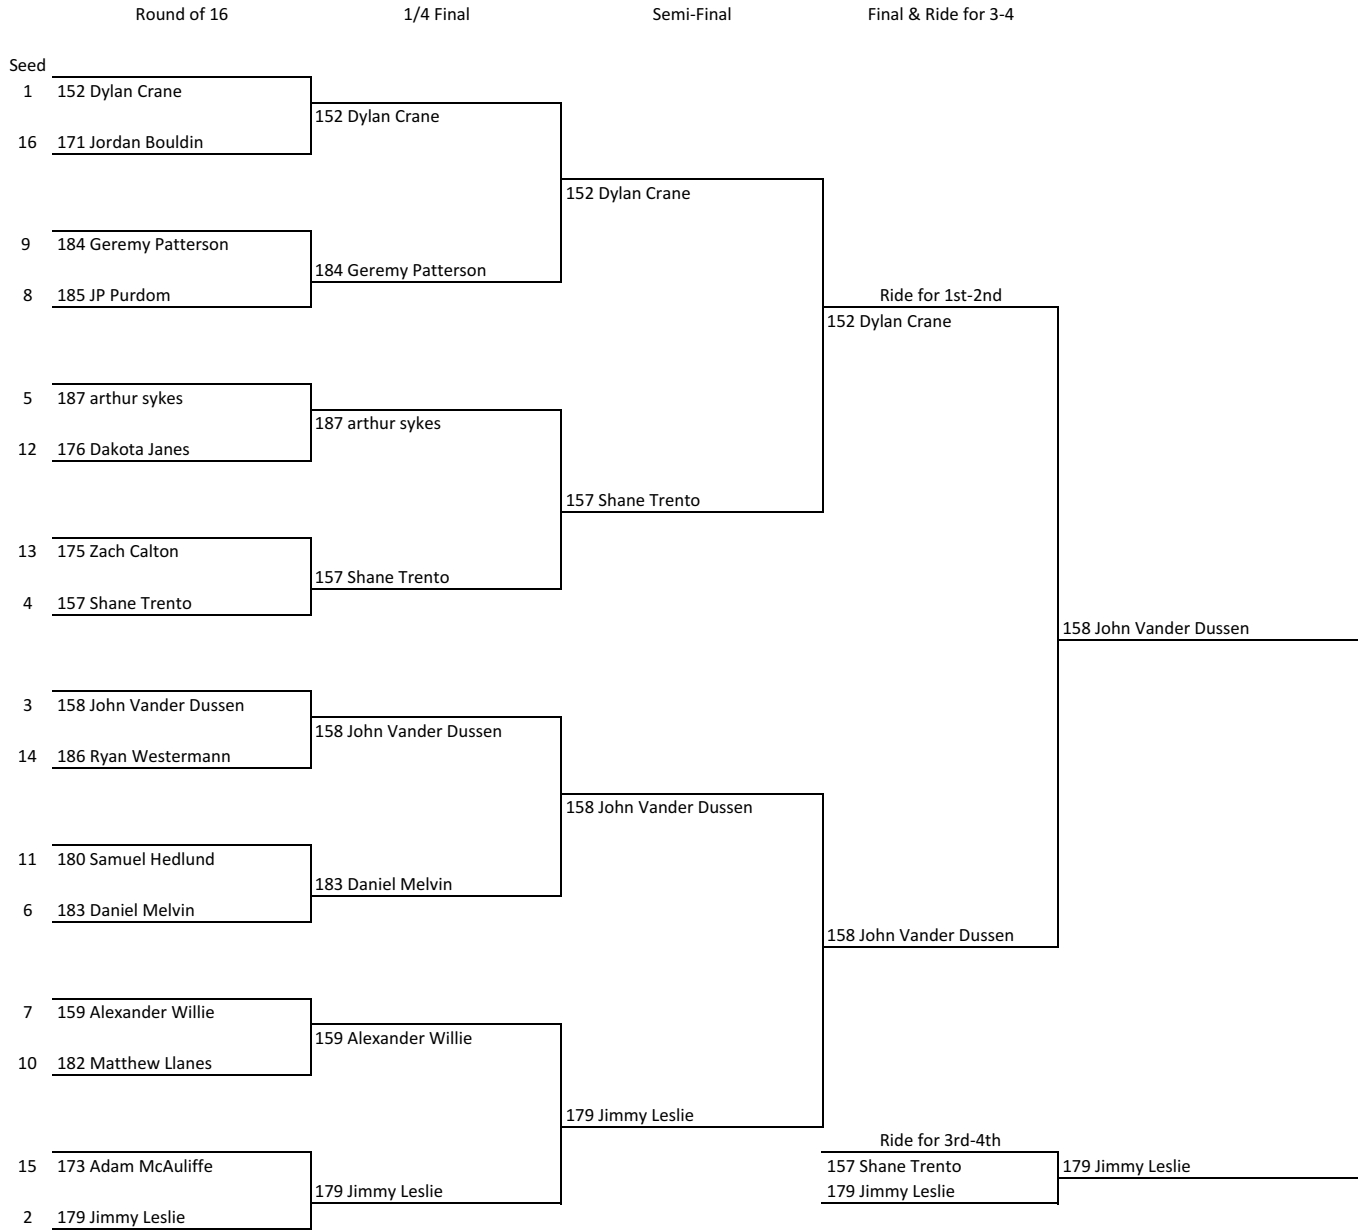 Round of 16 1/4 Final Semi-Final Final & Ride for 3-4
Seed
1 152 Dylan Crane
152 Dylan Crane
16 171 Jordan Bouldin
152 Dylan Crane
9 184 Geremy Patterson
184 Geremy Patterson
8 185 JP Purdom Ride for 1st-2nd
152 Dylan Crane
5 187 arthur sykes
187 arthur sykes
12 176 Dakota Janes
157 Shane Trento
13 175 Zach Calton
157 Shane Trento
4 157 Shane Trento
158 John Vander Dussen
3 158 John Vander Dussen
158 John Vander Dussen
14 186 Ryan Westermann
158 John Vander Dussen
11 180 Samuel Hedlund
183 Daniel Melvin
6 183 Daniel Melvin
158 John Vander Dussen
7 159 Alexander Willie
159 Alexander Willie
10 182 Matthew Llanes
179 Jimmy Leslie
Ride for 3rd-4th
15 173 Adam McAuliffe 157 Shane Trento 179 Jimmy Leslie
179 Jimmy Leslie 179 Jimmy Leslie
2 179 Jimmy Leslie